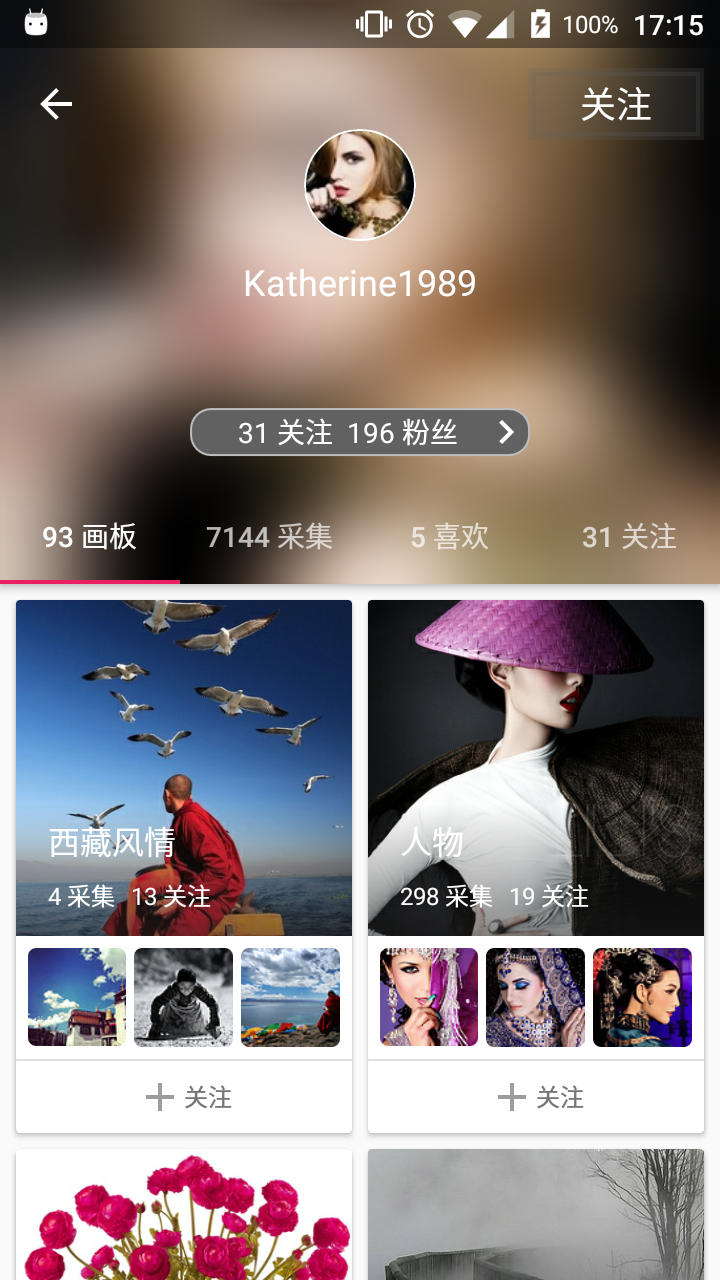 100% 17:15
关注
Katherine1989
31 关注 196 粉丝
93 画板 7144 采集 5 喜欢 31 关注
西藏风情
4 采集 13 关注
人物
298 采集 19 关注
关注
关注